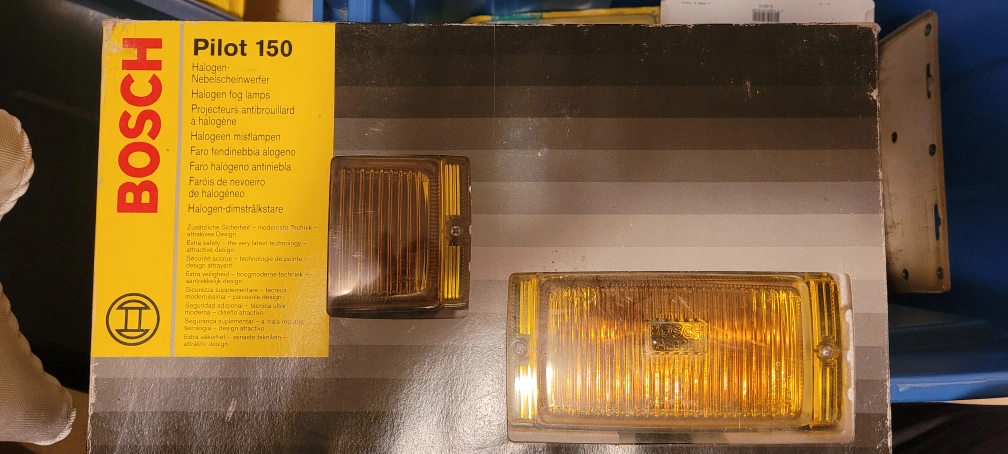 BOSCH
Pilot 150
Halogen-
Nebelscheinwerfer
Halogen fog lamps
Projecteurs antibrouillard
à halogène
Halogeen mistlampen
Faro fendinebbia alogeno
Faro halógeno antiniebla
Faróis de nevoeiro
de halogéneo
Halogen-dimstrålkastare
Zusätzliche Sicherheit – modernste Technik –
attraktives Design
Extra safety – the very latest technology –
attractive design
Sécurité accrue – technologie de pointe –
design attrayant
Extra veiligheid – hoogmoderne techniek –
aantrekkelijk design
Sicurezza supplementare – tecnica
modernissima – piacevole design
Seguridad adicional – técnica ultra-
moderna – diseño atractivo
Segurança suplementar – a mais recente
tecnologia – design atractivo
Extra säkerhet – senaste tekniken –
attraktiv design
BOSCH